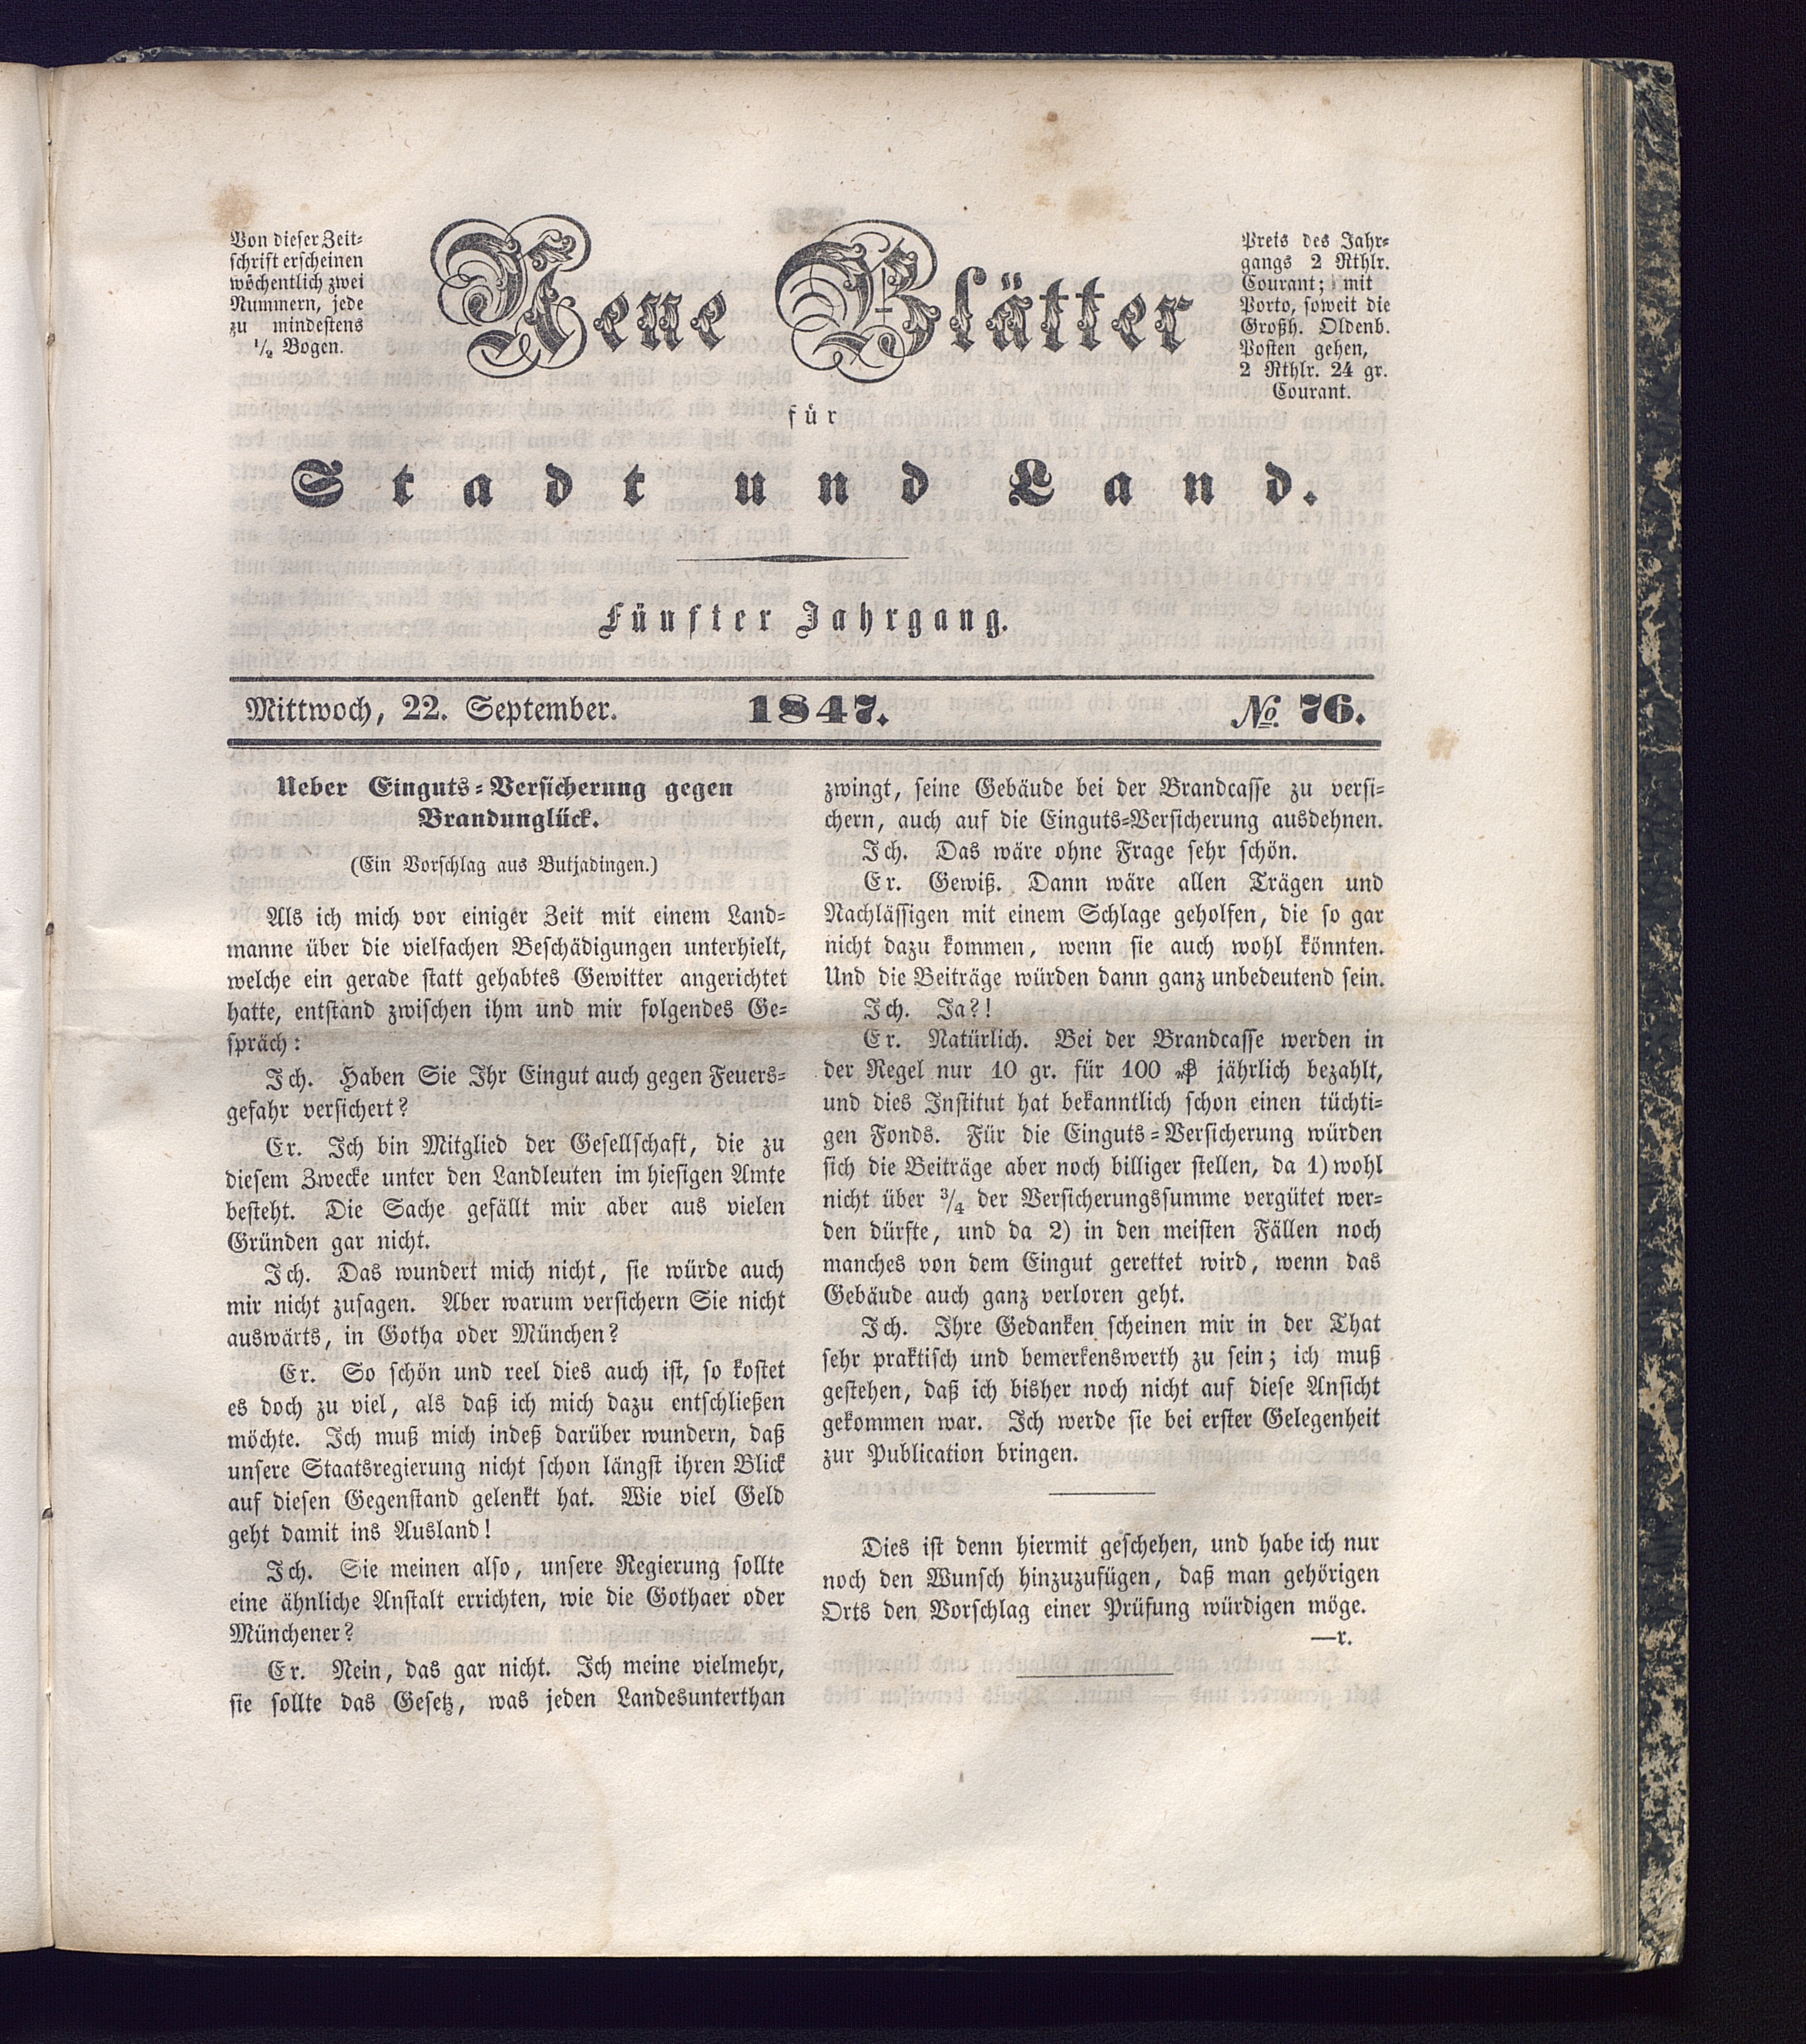 Von dieser Zeit-
schrift erscheinen
wöchentlich zwei
Nummern, jede
zu mindestens
1/2 Bogen.
Neue Blätter
Preis des Jahr-
gangs 2 Rthlr.
Courant; mit
Porto, soweit die
Großh. Oldenb.
Posten gehen,
2 Rthlr. 24 gr.
Courant.
für
Stadt und Land.
Fünfter Jahrgang.
Mittwoch, 22. September. 1847. № 76.
Ueber Einguts-Versicherung gegen
Brandunglück.
(Ein Vorschlag aus Butjadingen.)
Als ich mich vor einiger Zeit mit einem Land-
manne über die vielfachen Beschädigungen unterhielt,
welche ein gerade statt gehabtes Gewitter angerichtet
hatte, entstand zwischen ihm und mir folgendes Ge-
spräch:
Ich. Haben Sie Ihr Eingut auch gegen Feuers-
gefahr versichert?
Er. Ich bin Mitglied der Gesellschaft, die zu
diesem Zwecke unter den Landleuten im hiesigen Amte
besteht. Die Sache gefällt mir aber aus vielen
Gründen gar nicht.
Ich. Das wundert mich nicht, sie würde auch
mir nicht zusagen. Aber warum versichern Sie nicht
auswärts, in Gotha oder München?
Er. So schön und reel dies auch ist, so kostet
es doch zu viel, als daß ich mich dazu entschließen
möchte. Ich muß mich indeß darüber wundern, daß
unsere Staatsregierung nicht schon längst ihren Blick
auf diesen Gegenstand gelenkt hat. Wie viel Geld
geht damit ins Ausland!
Ich. Sie meinen also, unsere Regierung sollte
eine ähnliche Anstalt errichten, wie die Gothaer oder
Münchener?
Er. Nein, das gar nicht. Ich meine vielmehr,
sie sollte das Gesetz, was jeden Landesunterthan
zwingt, seine Gebäude bei der Brandcasse zu versi-
chern, auch auf die Einguts-Versicherung ausdehnen.
Ich. Das wäre ohne Frage sehr schön.
Er. Gewiß. Dann wäre allen Trägen und
Nachlässigen mit einem Schlage geholfen, die so gar
nicht dazu kommen, wenn sie auch wohl könnten.
Und die Beiträge würden dann ganz unbedeutend sein.
Ich. Ja?!
Er. Natürlich. Bei der Brandcasse werden in
der Regel nur 10 gr. für 100 ₰ jährlich bezahlt,
und dies Institut hat bekanntlich schon einen tüchti-
gen Fonds. Für die Einguts-Versicherung würden
sich die Beiträge aber noch billiger stellen, da 1) wohl
nicht über 3/4 der Versicherungssumme vergütet wer-
den dürfte, und da 2) in den meisten Fällen noch
manches von dem Eingut gerettet wird, wenn das
Gebäude auch ganz verloren geht.
Ich. Ihre Gedanken scheinen mir in der That
sehr praktisch und bemerkenswerth zu sein; ich muß
gestehen, daß ich bisher noch nicht auf diese Ansicht
gekommen war. Ich werde sie bei erster Gelegenheit
zur Publication bringen.
Dies ist denn hiermit geschehen, und habe ich nur
noch den Wunsch hinzuzufügen, daß man gehörigen
Orts den Vorschlag einer Prüfung würdigen möge.
—r.